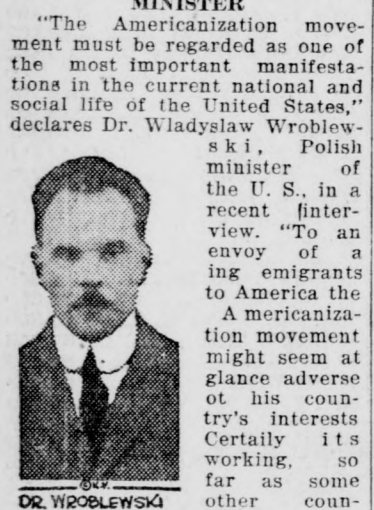 MINISTER
"The Americanization move-
ment must be regarded as one of
the most important manifesta-
tions in the current national and
social life of the United States,"
declares Dr. Wladyslaw Wroblew-
ski, Polish
minister of
the U. S., in a
recent inter-
view. "To an
envoy of a
ing emigrants
to America the
Americaniza-
tion movement
might seem at
glance adverse
ot his coun-
try's interests
Certaily its
working, so
far as some
other coun-
DR. WROBLEWSKI